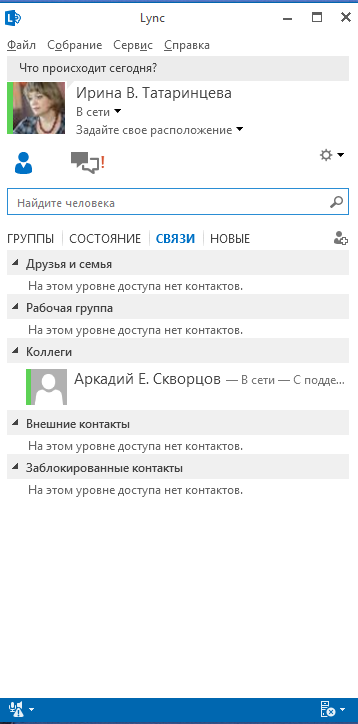 Lync
Файл Собрание Сервис Справка
Что происходит сегодня?
Ирина В. Татаринцева
В сети
Задайте свое расположение
!
Найдите человека
ГРУППЫ СОСТОЯНИЕ СВЯЗИ НОВЫЕ
Друзья и семья
На этом уровне доступа нет контактов.
Рабочая группа
На этом уровне доступа нет контактов.
Коллеги
Аркадий Е. Скворцов — В сети — С подде...
Внешние контакты
На этом уровне доступа нет контактов.
Заблокированные контакты
На этом уровне доступа нет контактов.